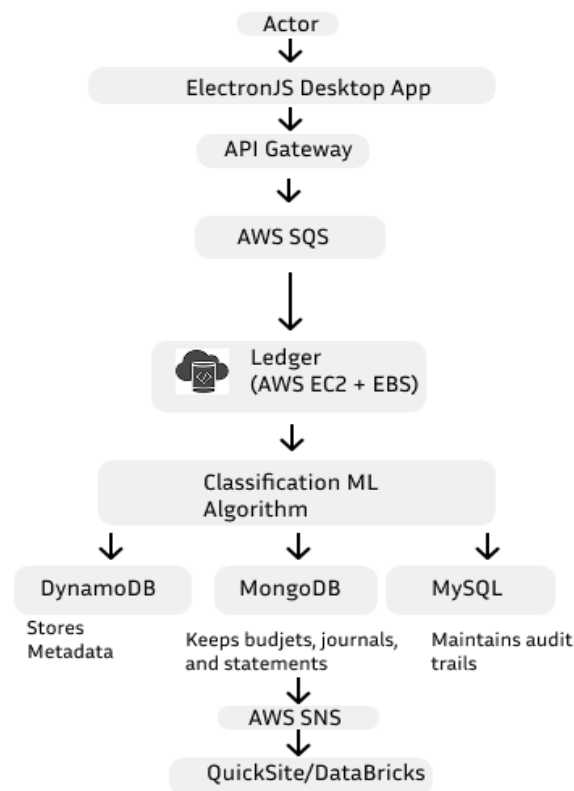 Actor
ElectronJS Desktop App
API Gateway
AWS SQS
Ledger
(AWS EC2 + EBS)
Classification ML
Algorithm
DynamoDB
MongoDB
MySQL
Stores
Metadata
Keeps budjets, journals,
and statements
Maintains audit
trails
AWS SNS
QuickSite/DataBricks